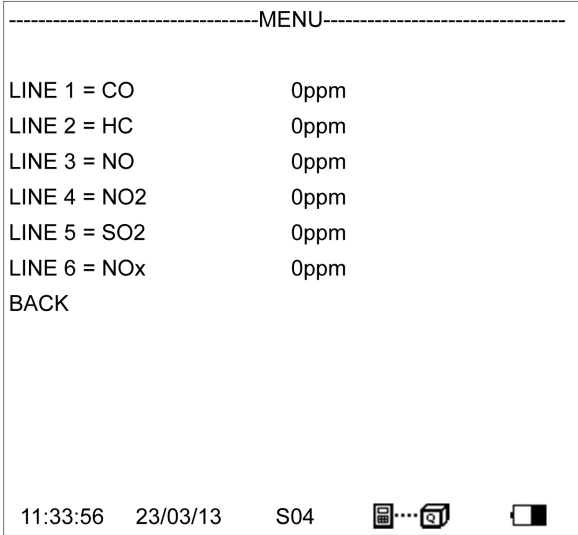 ----------------------------------MENU---------------------------------
LINE 1 = CO 0ppm
LINE 2 = HC 0ppm
LINE 3 = NO 0ppm
LINE 4 = NO2 0ppm
LINE 5 = SO2 0ppm
LINE 6 = NOx 0ppm
BACK
11:33:56 23/03/13 S04